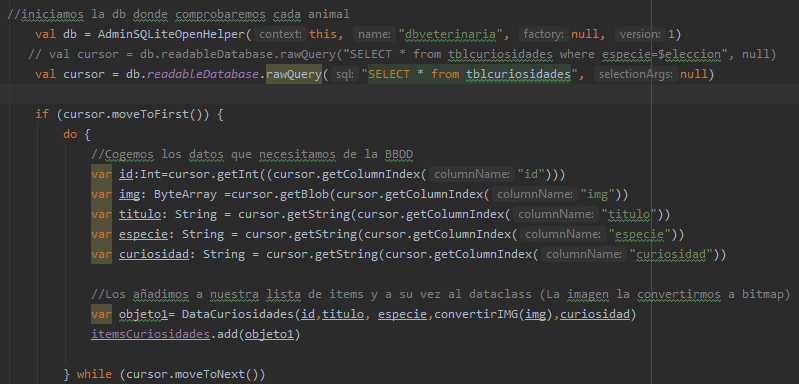 //iniciamos la db donde comprobaremos cada animal
val db = AdminSQLiteOpenHelper( context: this, name: "dbveterinaria", factory: null, version: 1)
// val cursor = db.readableDatabase.rawQuery("SELECT * from tblcuriosidades where especie=$eleccion", null)
val cursor = db.readableDatabase.rawQuery( sql: "SELECT * from tblcuriosidades", selectionArgs: null)
if (cursor.moveToFirst()) {
do {
//Cogemos los datos que necesitamos de la BBDD
var id:Int=cursor.getInt((cursor.getColumnIndex( columnName: "id")))
var img: ByteArray =cursor.getBlob(cursor.getColumnIndex( columnName: "img"))
var titulo: String = cursor.getString(cursor.getColumnIndex( columnName: "titulo"))
var especie: String = cursor.getString(cursor.getColumnIndex( columnName: "especie"))
var curiosidad: String = cursor.getString(cursor.getColumnIndex( columnName: "curiosidad"))
//Los añadimos a nuestra lista de items y a su vez al dataclass (La imagen la convertirmos a bitmap)
var objeto1= DataCuriosidades(id,titulo, especie,convertirIMG(img),curiosidad)
itemsCuriosidades.add(objeto1)
} while (cursor.moveToNext())